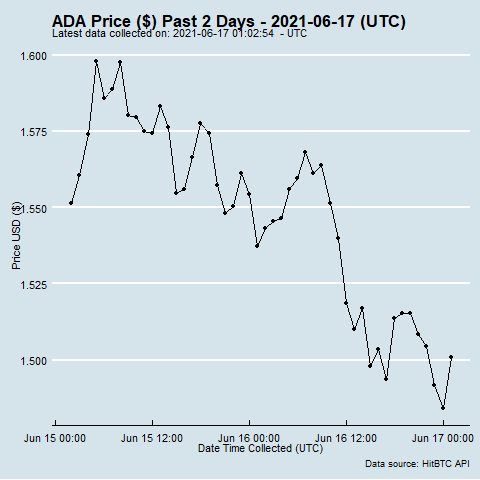 ADA Price ($) Past 2 Days - 2021-06-17 (UTC)
Latest data collected on: 2021-06-17 01:02:54 - UTC
1.600
1.575
1.550
1.525
1.500
Price USD ($)
Jun 15 00:00 Jun 15 12:00 Jun 16 00:00 Jun 16 12:00 Jun 17 00:00
Date Time Collected (UTC)
Data source: HitBTC API